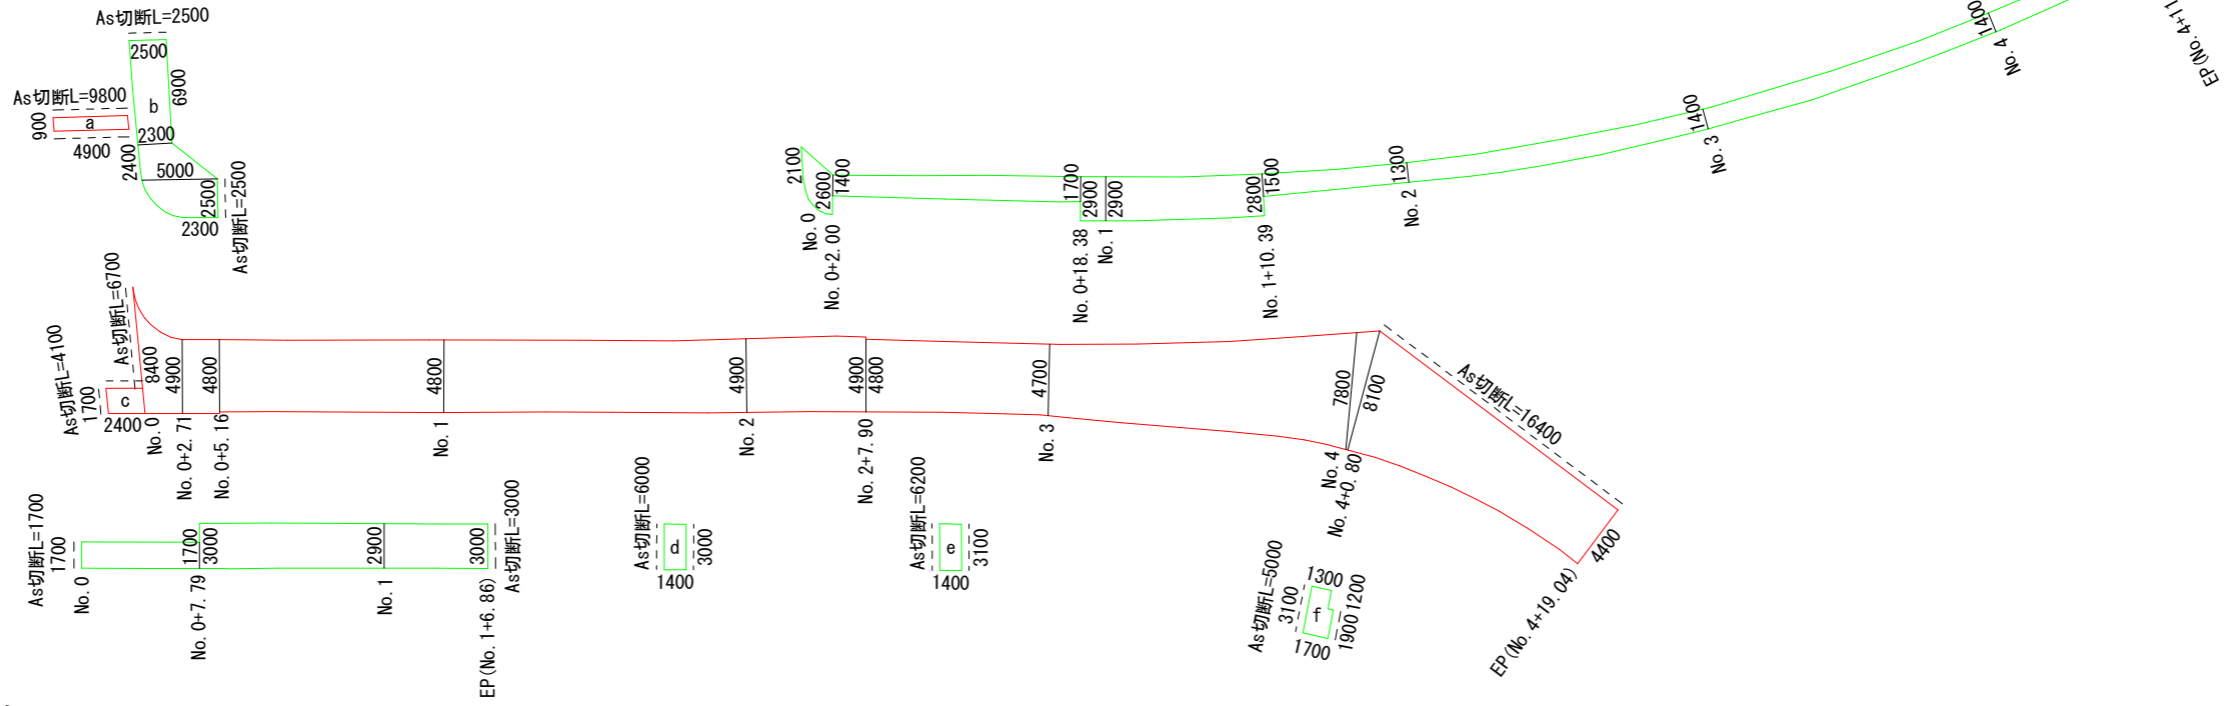 As切断L=2500
2500
6900
b
As切断L=9800
900
a
4900
2300
2400
5000
2500
2300
As切断L=2500
2100
2600
1400
No. 0
No. 0+2. 00
1700
2900
2900
No. 0+18. 38
No. 1
2800
1500
No. 1+10. 39
1300
No. 2
1400
No. 3
1400
No. 4
EP(No. 4+11
As切断L=6700
As切断L=4100
1700
c
2400
8400
4900
4800
No. 0
No. 0+2. 71
No. 0+5. 16
4800
No. 1
4900
No. 2
4900
4800
No. 2+7. 90
4700
No. 3
7800
8100
No. 4
No. 4+0. 80
As切断L=16400
4400
EP(No. 4+19. 04)
As切断L=1700
1700
No. 0
1700
3000
No. 0+7. 79
2900
No. 1
3000
EP(No. 1+6. 86)
As切断L=3000
As切断L=6000
d
3000
1400
As切断L=6200
e
3100
1400
As切断L=5000
3100
1300
1200
f
1900
1700